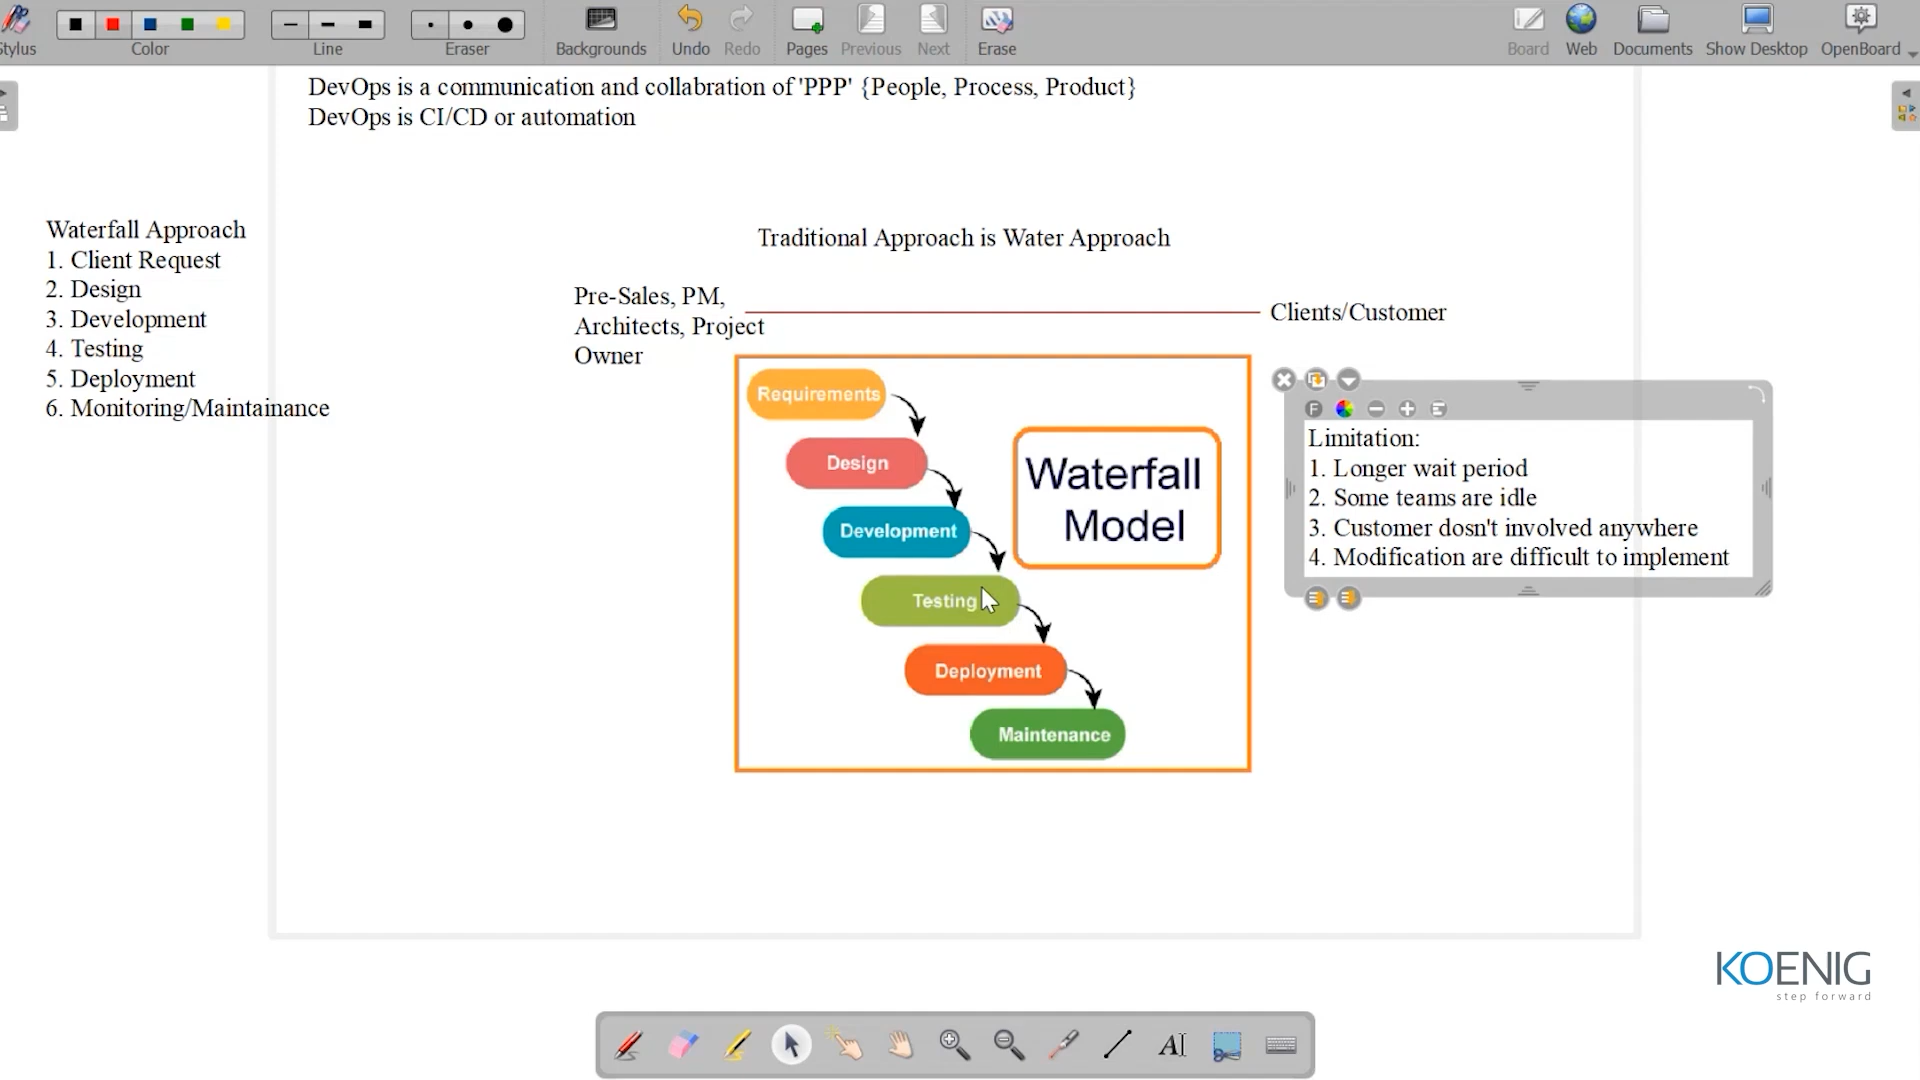 Stylus
Color
Line
Eraser
Backgrounds
Undo
Redo
Pages
Previous
Next
Erase
Board
Web
Documents
Show Desktop
OpenBoard
DevOps is a communication and collabration of 'PPP' {People, Process, Product}
DevOps is CI/CD or automation
Waterfall Approach
1. Client Request
2. Design
3. Development
4. Testing
5. Deployment
6. Monitoring/Maintainance
Traditional Approach is Water Approach
Pre-Sales, PM,
Architects, Project
Owner
Clients/Customer
Requirements
Design
Development
Testing
Deployment
Maintenance
Waterfall
Model
F
Limitation:
1. Longer wait period
2. Some teams are idle
3. Customer dosn't involved anywhere
4. Modification are difficult to implement
KOENIG
step forward
AI